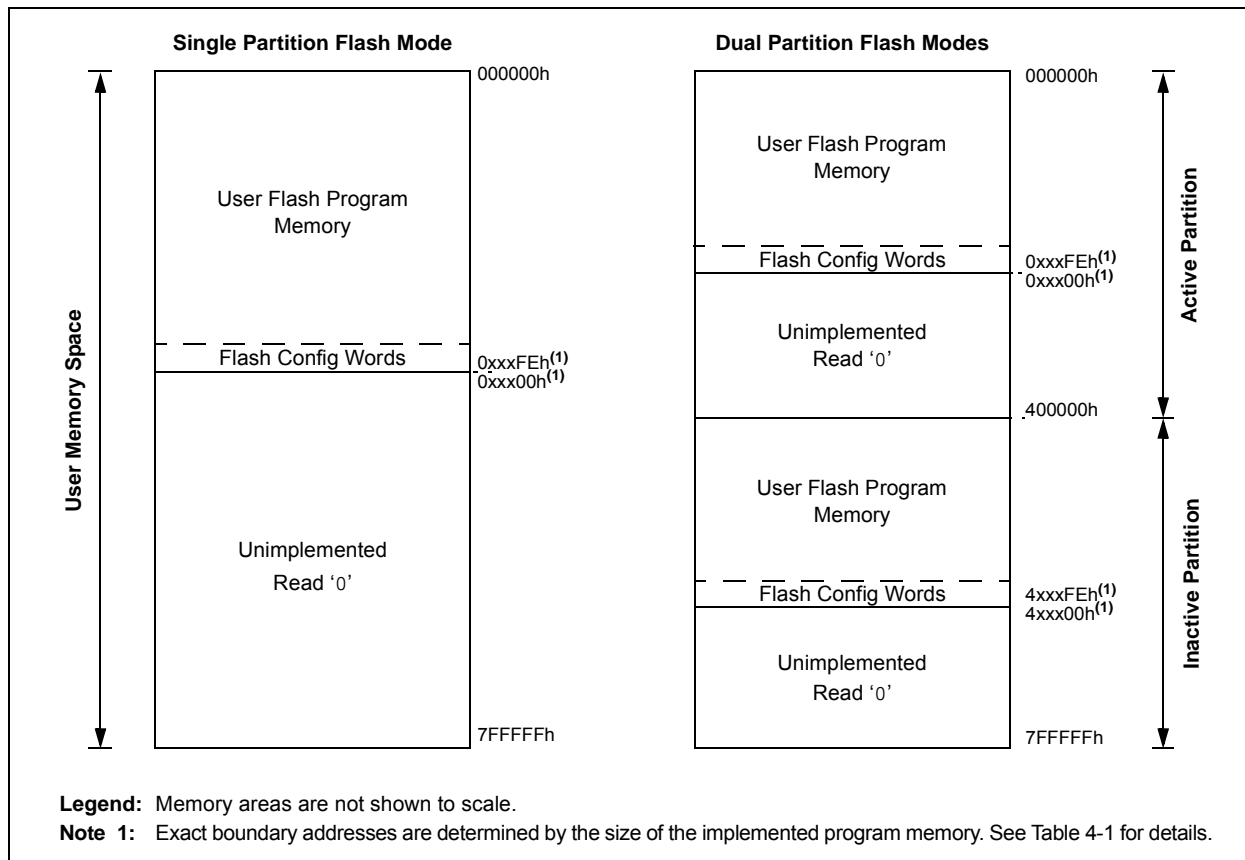 Single Partition Flash Mode
Dual Partition Flash Modes
User Memory Space
000000h
User Flash Program
Memory
Flash Config Words
0xxxFEh(1)
0xxx00h(1)
Unimplemented
Read ‘0’
7FFFFFh
000000h
User Flash Program
Memory
Flash Config Words
0xxxFEh(1)
0xxx00h(1)
Unimplemented
Read ‘0’
400000h
User Flash Program
Memory
Flash Config Words
4xxxFEh(1)
4xxx00h(1)
Unimplemented
Read ‘0’
7FFFFFh
Active Partition
Inactive Partition
Legend: Memory areas are not shown to scale.
Note 1: Exact boundary addresses are determined by the size of the implemented program memory. See Table 4-1 for details.